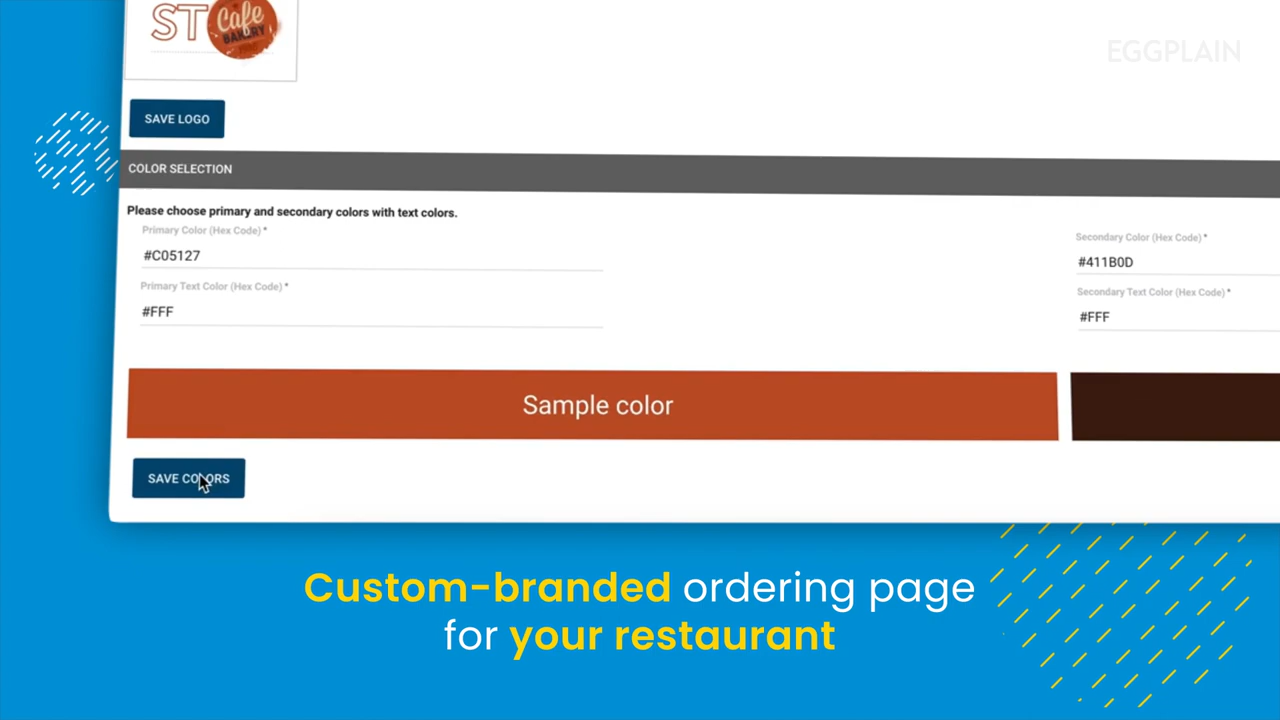 ST
Cafe
BAKERY
EGGPLAIN
SAVE LOGO
COLOR SELECTION
Please choose primary and secondary colors with text colors.
Primary Color (Hex Code) *
#C05127
Secondary Color (Hex Code) *
#411B0D
Primary Text Color (Hex Code) *
#FFF
Secondary Text Color (Hex Code) *
#FFF
Sample color
SAVE COLORS
Custom-branded ordering page
for your restaurant